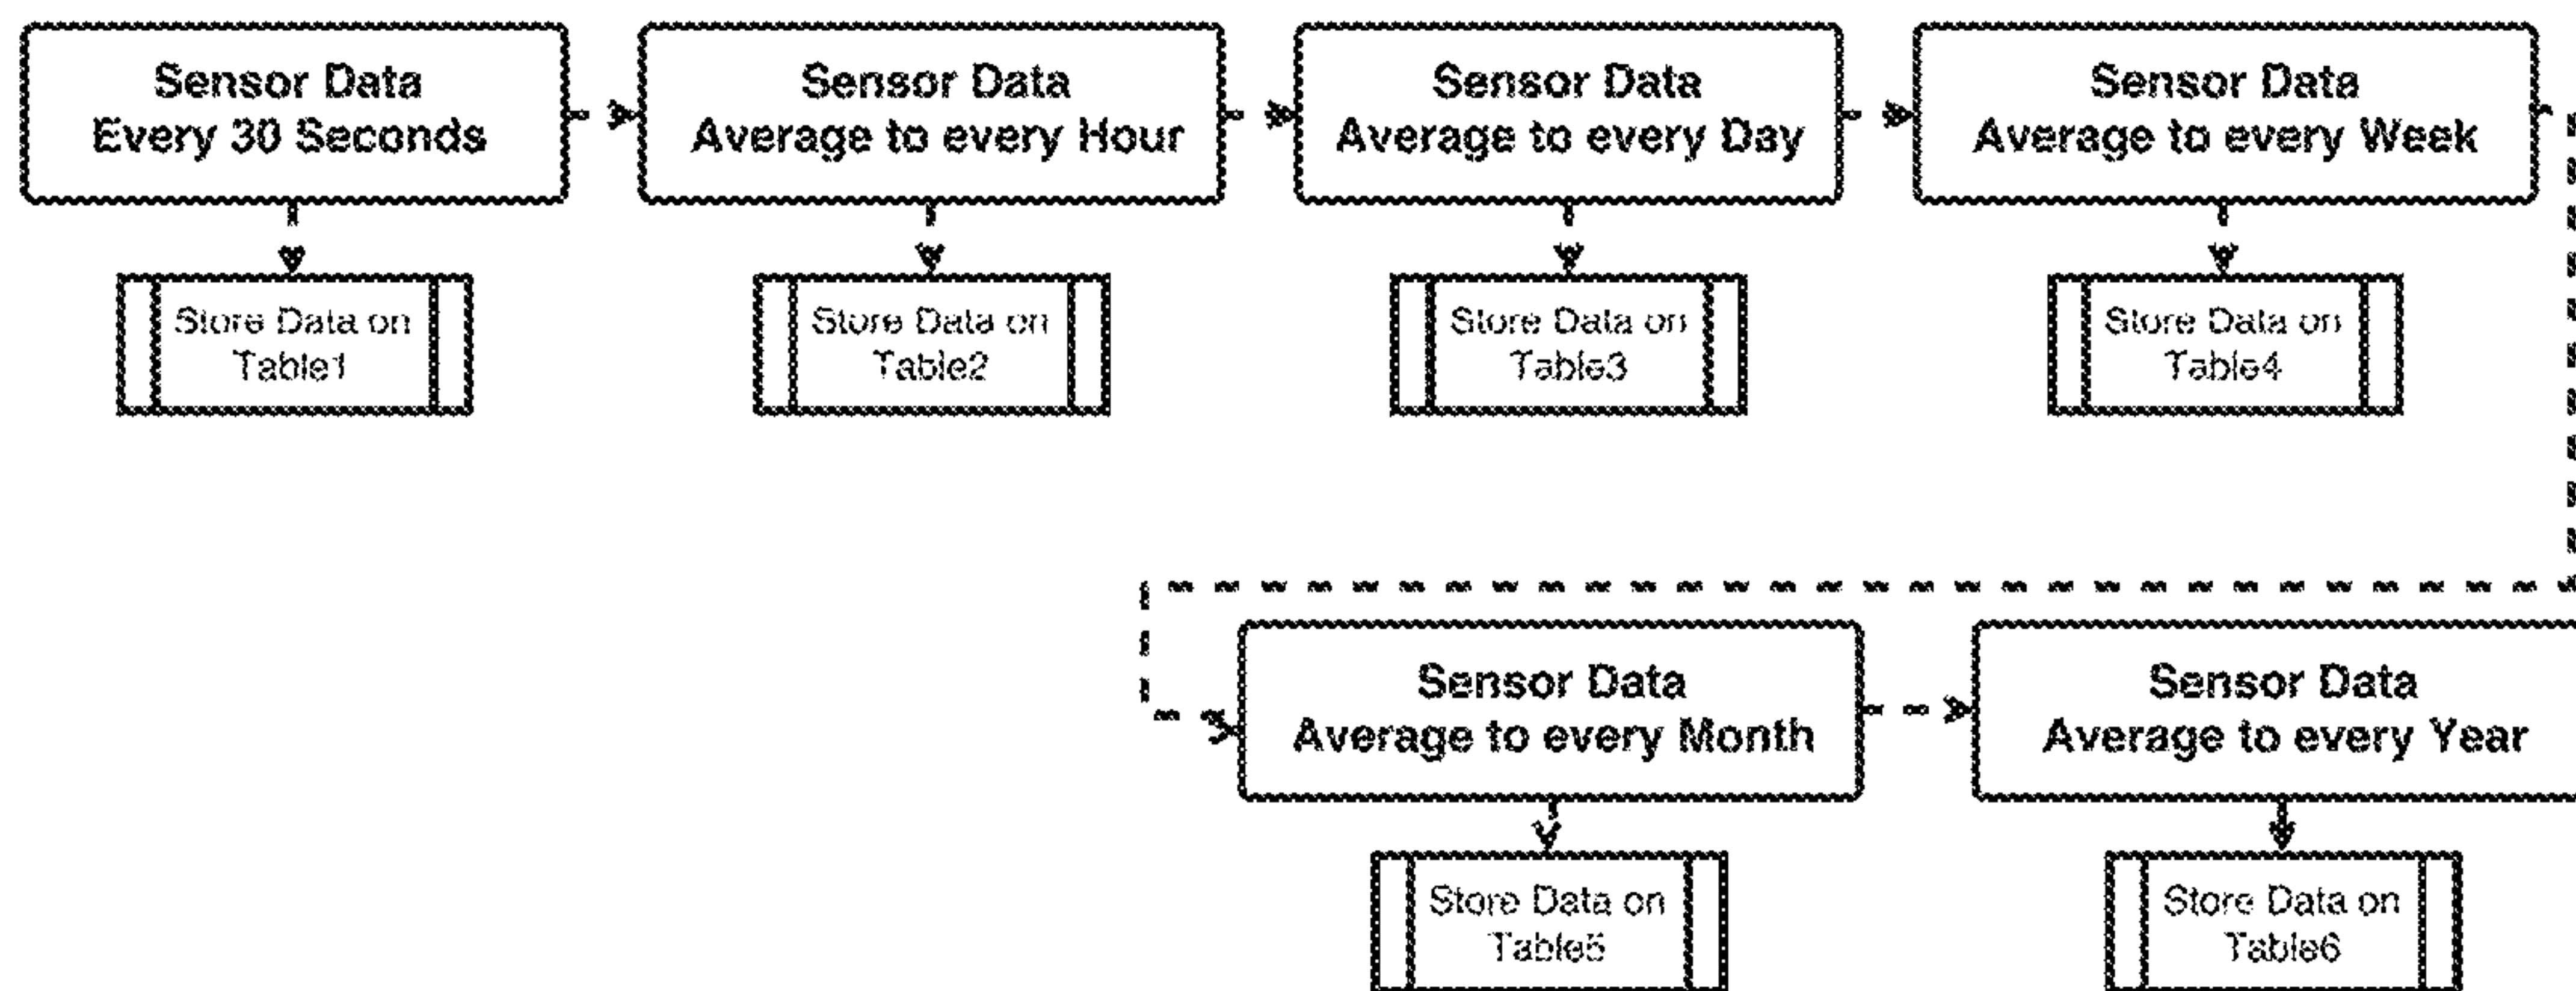 Sensor Data
Every 30 Seconds
Sensor Data
Average to every Hour
Sensor Data
Average to every Day
Sensor Data
Average to every Week
Store Data on
Table1
Store Data on
Table2
Store Data on
Table3
Store Data on
Table4
Sensor Data
Average to every Month
Sensor Data
Average to every Year
Store Data on
Table5
Store Data on
Table6